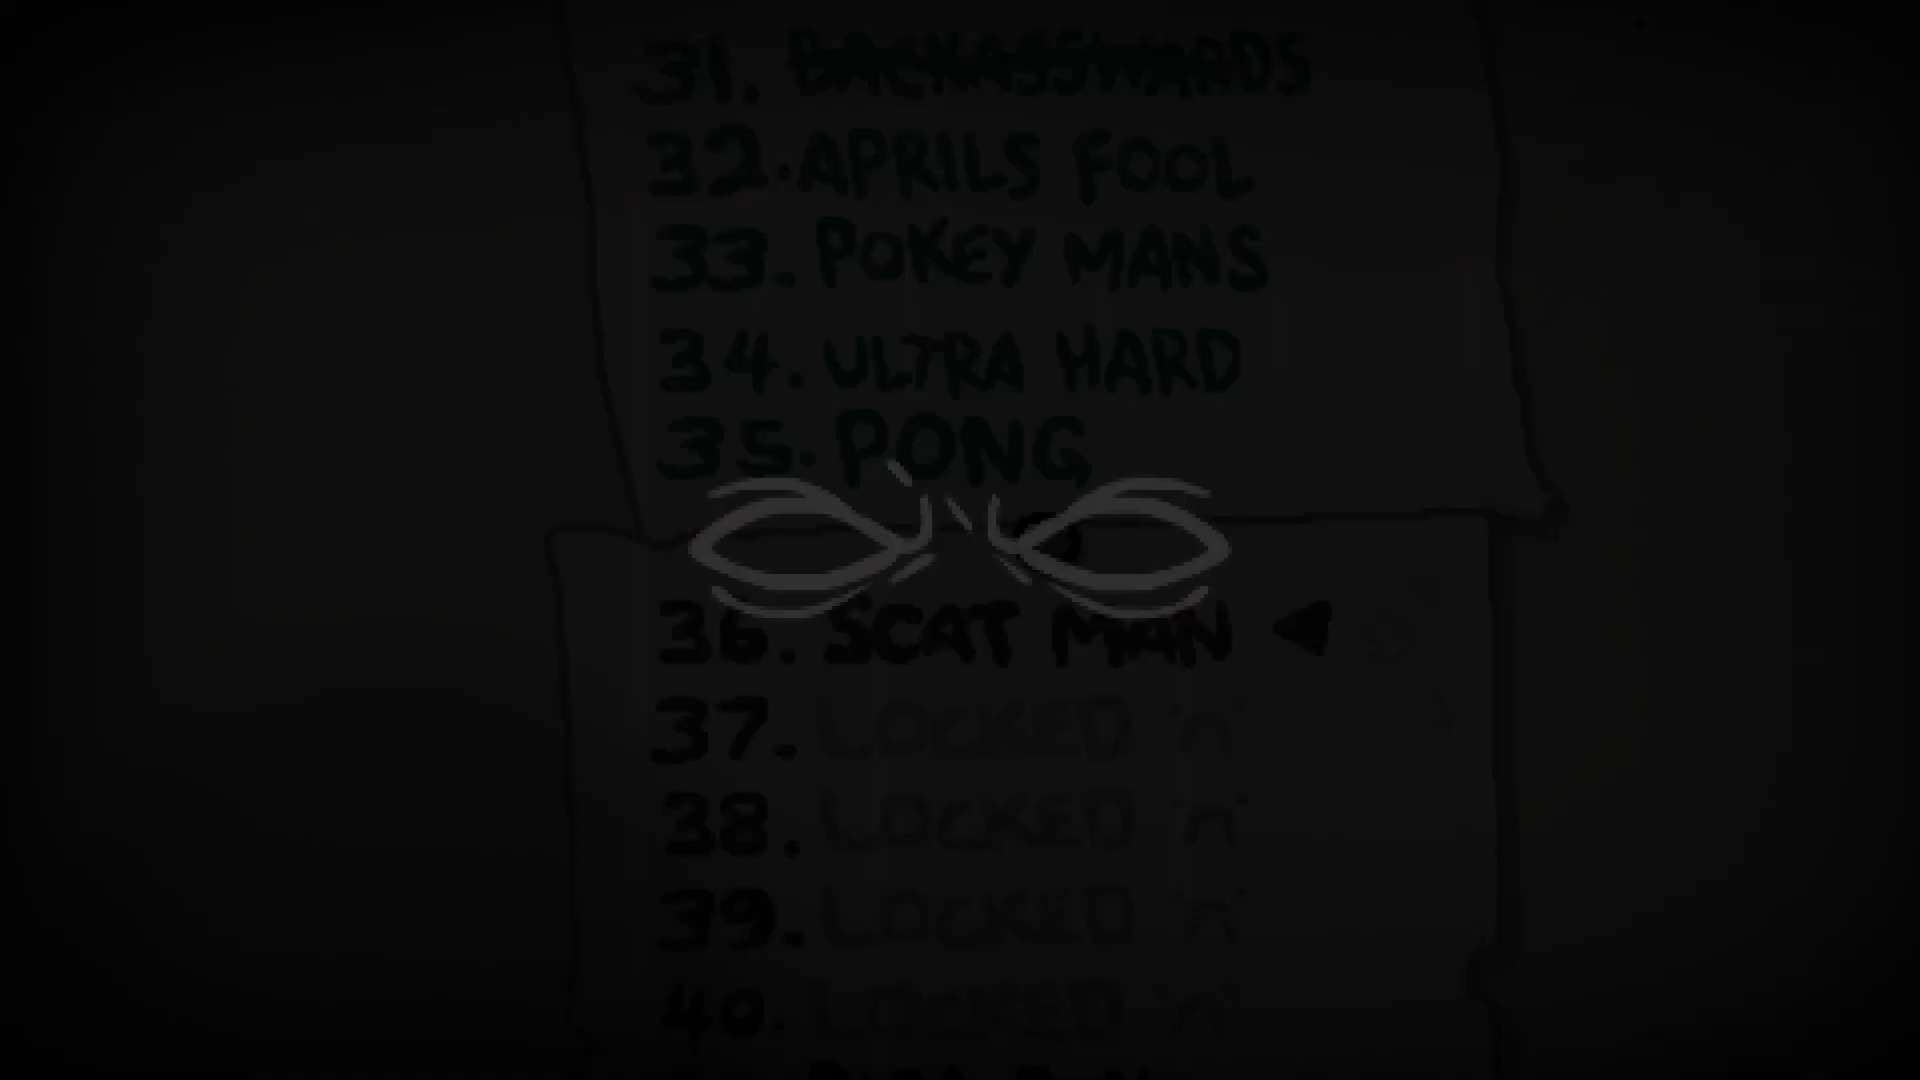 31. BACKASSWARDS
32. APRILS FOOL
33. POKEY MANS
34. ULTRA HARD
35. PONG
36. SCAT MAN
37. LOCKED
38. LOCKED
39. LOCKED
40. LOCKED